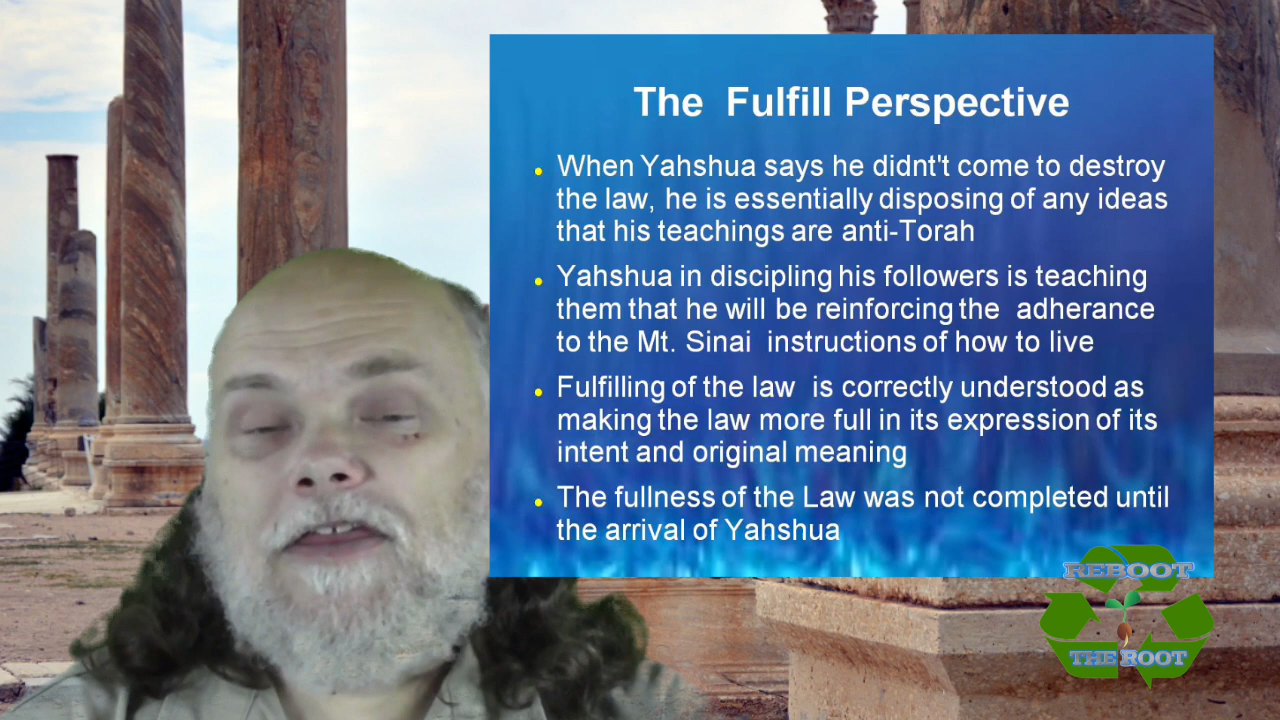 The Fulfill Perspective
When Yahshua says he didnt't come to destroy
the law, he is essentially disposing of any ideas
that his teachings are anti-Torah
Yahshua in discipling his followers is teaching
them that he will be reinforcing the adherance
to the Mt. Sinai instructions of how to live
Fulfilling of the law is correctly understood as
making the law more full in its expression of its
intent and original meaning
The fullness of the Law was not completed until
the arrival of Yahshua
REBOOT
THE ROOT